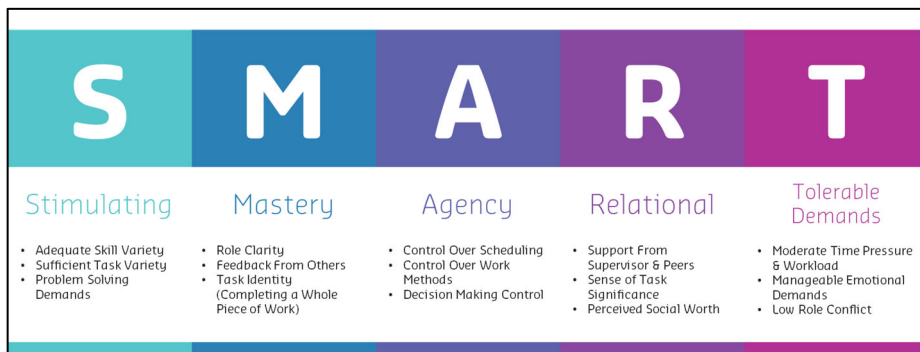 S
M
A
R
T
Stimulating
• Adequate Skill Variety
• Sufficient Task Variety
• Problem Solving
Demands
Mastery
• Role Clarity
• Feedback From Others
• Task Identity
(Completing a Whole
Piece of Work)
Agency
• Control Over Scheduling
• Control Over Work
Methods
• Decision Making Control
Relational
• Support From
Supervisor & Peers
• Sense of Task
Significance
• Perceived Social Worth
Tolerable
Demands
• Moderate Time Pressure
& Workload
• Manageable Emotional
Demands
• Low Role Conflict